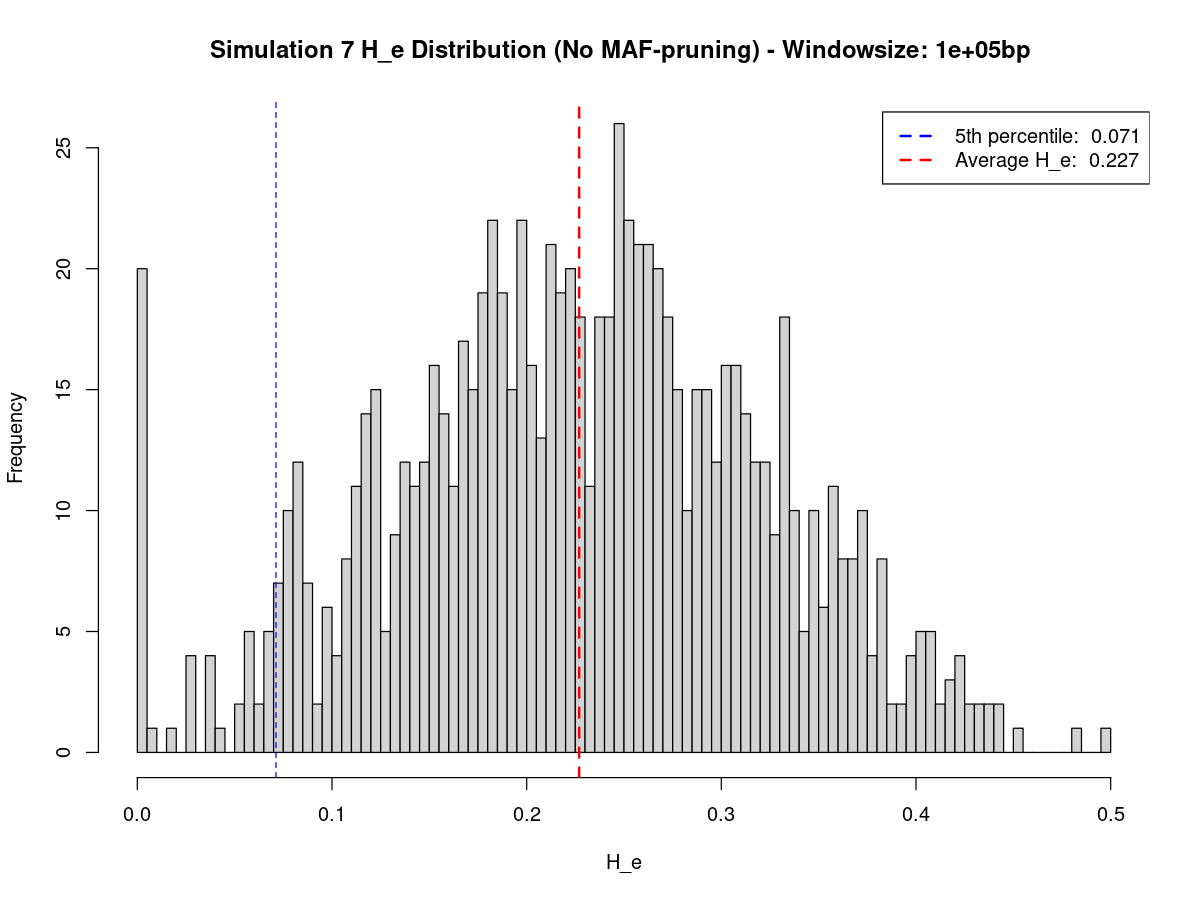 Simulation 7 H_e Distribution (No MAF-pruning) - Windowsize: 1e+05bp
5th percentile: 0.071
Average H_e: 0.227
Frequency
25
20
15
10
5
0
0.0 0.1 0.2 0.3 0.4 0.5
H_e